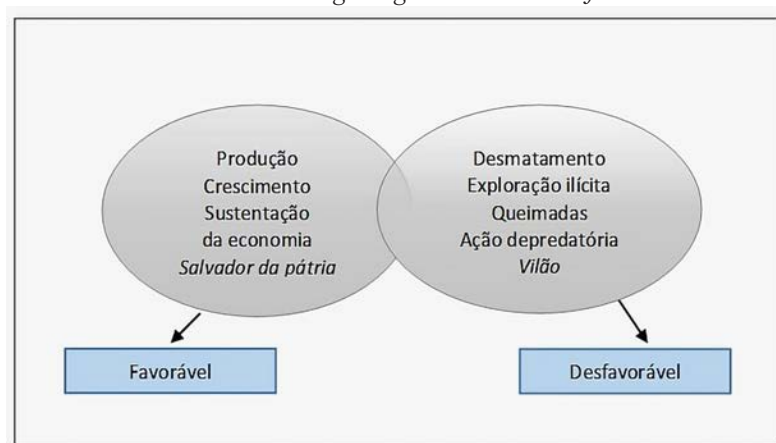 Produção
Crescimento
Sustentação
da economia
Salvador da pátria
Desmatamento
Exploração ilícita
Queimadas
Ação depredatória
Vilão
Favorável
Desfavorável